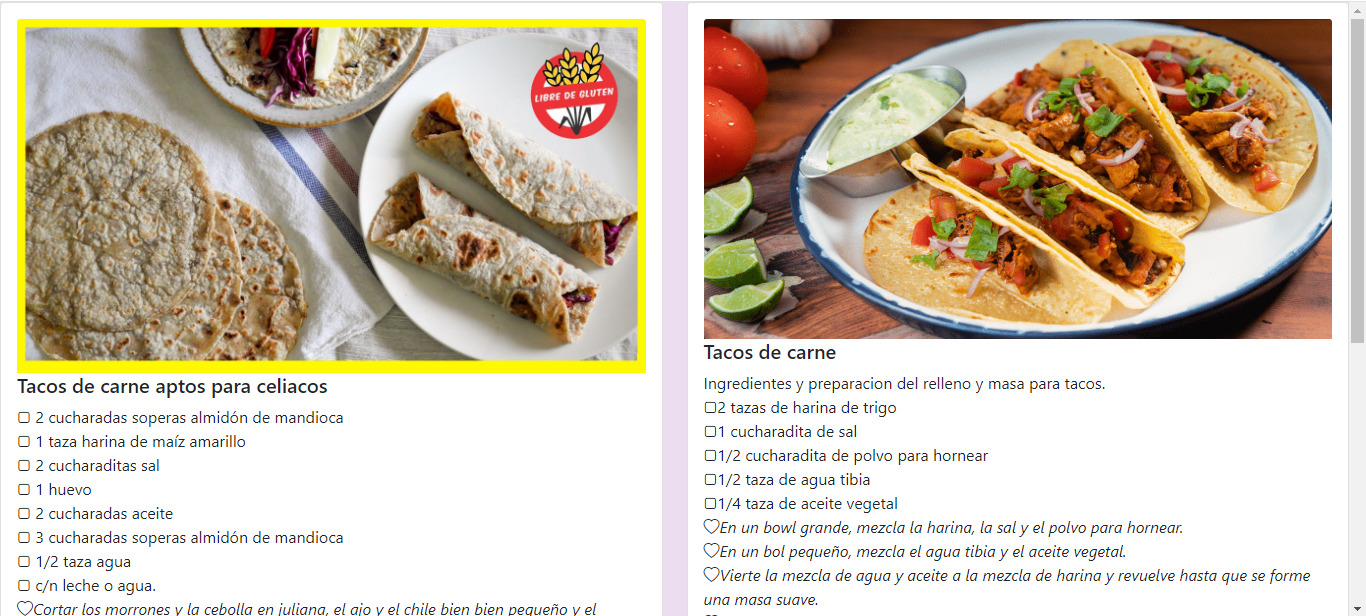 LIBRE DE GLUTEN
Tacos de carne aptos para celiacos
2 cucharadas soperas almidón de mandioca
1 taza harina de maíz amarillo
2 cucharaditas sal
1 huevo
2 cucharadas aceite
3 cucharadas soperas almidón de mandioca
1/2 taza agua
c/n leche o agua.
Cortar los morrones y la cebolla en juliana, el ajo y el chile bien bien pequeño y el
Tacos de carne
Ingredientes y preparacion del relleno y masa para tacos.
2 tazas de harina de trigo
1 cucharadita de sal
1/2 cucharadita de polvo para hornear
1/2 taza de agua tibia
1/4 taza de aceite vegetal
En un bowl grande, mezcla la harina, la sal y el polvo para hornear.
En un bol pequeño, mezcla el agua tibia y el aceite vegetal.
Vierte la mezcla de agua y aceite a la mezcla de harina y revuelve hasta que se forme
una masa suave.